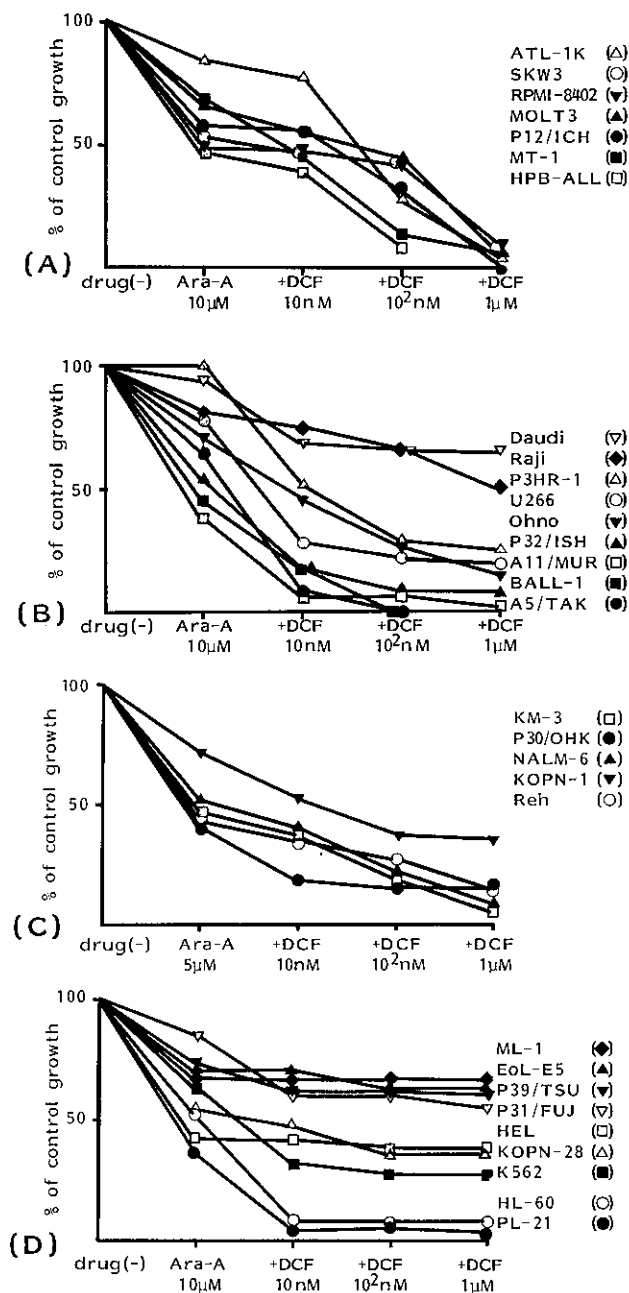 100
50
% of control growth
(A)
ATL-1K (△)
SKW3 (○)
RPMI-8402 (▼)
MOLT3 (▲)
P12/ICH (●)
MT-1 (■)
HPB-ALL (□)
drug(-) Ara-A +DCF +DCF +DCF
10µM 10nM 10²nM 1µM
100
50
% of control growth
(B)
Daudi (▽)
Raji (◆)
P3HR-1 (△)
U266 (○)
Ohno (▼)
P32/ISH (▲)
A11/MUR (□)
BALL-1 (■)
A5/TAK (●)
drug(-) Ara-A +DCF +DCF +DCF
10µM 10nM 10²nM 1µM
100
50
% of control growth
(C)
KM-3 (□)
P30/OHK (●)
NALM-6 (▲)
KOPN-1 (▼)
Reh (○)
drug(-) Ara-A +DCF +DCF +DCF
5µM 10nM 10²nM 1µM
100
50
% of control growth
(D)
ML-1 (◆)
EoL-E5 (▲)
P39/TSU (▼)
P31/FUJ (▽)
HEL (□)
KOPN-28 (△)
K562 (■)
HL-60 (○)
PL-21 (●)
drug(-) Ara-A +DCF +DCF +DCF
10µM 10nM 10²nM 1µM